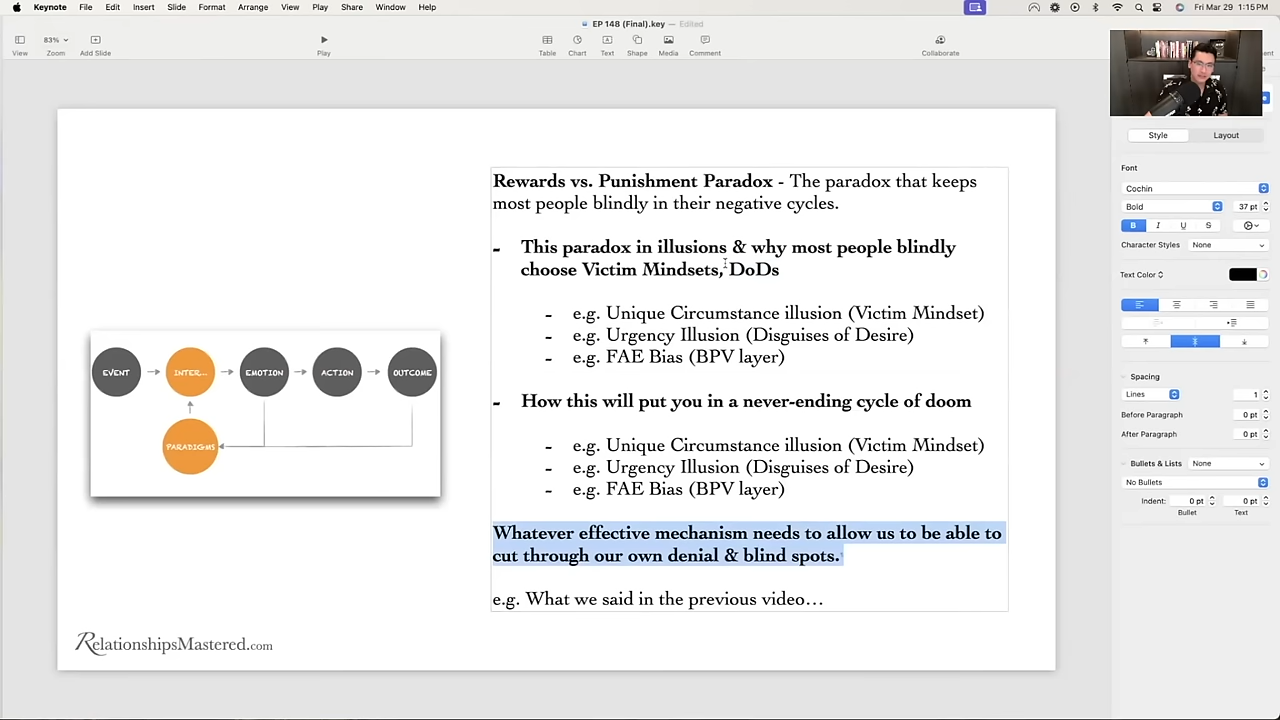 Keynote File Edit Insert Slide Format Arrange View Play Share Window Help Fri Mar 29 1:15 PM
EP 148 (Final).key — Edited
83%
View Zoom Add Slide Play Table Chart Text Shape Media Comment Collaborate
Rewards vs. Punishment Paradox - The paradox that keeps
most people blindly in their negative cycles.
- This paradox in illusions & why most people blindly
choose Victim Mindsets, DoDs
- e.g. Unique Circumstance illusion (Victim Mindset)
- e.g. Urgency Illusion (Disguises of Desire)
- e.g. FAE Bias (BPV layer)
- How this will put you in a never-ending cycle of doom
- e.g. Unique Circumstance illusion (Victim Mindset)
- e.g. Urgency Illusion (Disguises of Desire)
- e.g. FAE Bias (BPV layer)
Whatever effective mechanism needs to allow us to be able to
cut through our own denial & blind spots.
e.g. What we said in the previous video…
EVENT INTER... EMOTION ACTION OUTCOME
PARADIGMS
RelationshipsMastered.com
Style Layout
Font
Cochin
Bold 37 pt
B I U S
Character Styles None
Text Color
Spacing
Lines 1
Before Paragraph 0 pt
After Paragraph 0 pt
Bullets & Lists None
No Bullets
Indent: 0 pt 0 pt
Bullet Text